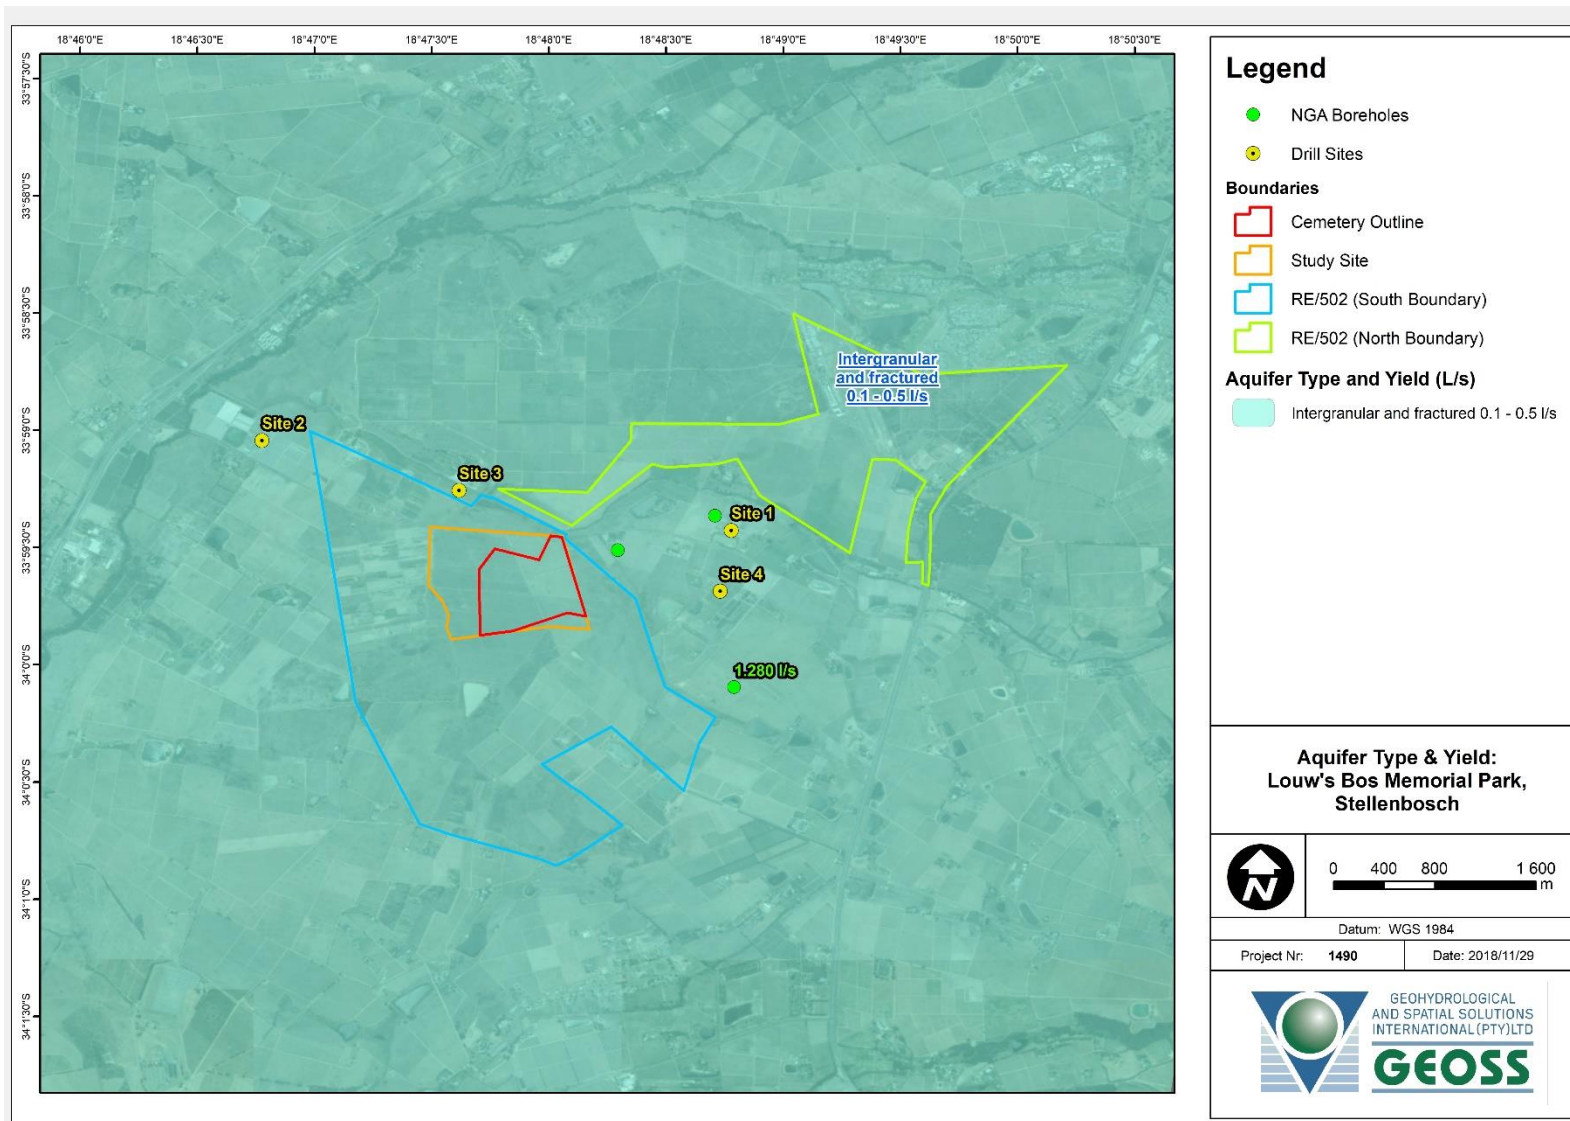 18°46'0"E
18°46'30"E
18°47'0"E
18°47'30"E
18°48'0"E
18°48'30"E
18°49'0"E
18°49'30"E
18°50'0"E
18°50'30"E
33°57'30"S
33°58'0"S
33°58'30"S
33°59'0"S
33°59'30"S
34°0'0"S
34°0'30"S
34°1'0"S
34°1'30"S
Intergranular
and fractured
0.1 - 0.5 l/s
Site 2
Site 3
Site 1
Site 4
1.280 l/s
Legend
NGA Boreholes
Drill Sites
Boundaries
Cemetery Outline
Study Site
RE/502 (South Boundary)
RE/502 (North Boundary)
Aquifer Type and Yield (L/s)
Intergranular and fractured 0.1 - 0.5 l/s
Aquifer Type & Yield:
Louw's Bos Memorial Park,
Stellenbosch
N
0 400 800 1 600
m
Datum: WGS 1984
Project Nr: 1490
Date: 2018/11/29
GEOHYDROLOGICAL
AND SPATIAL SOLUTIONS
INTERNATIONAL (PTY) LTD
GEOSS